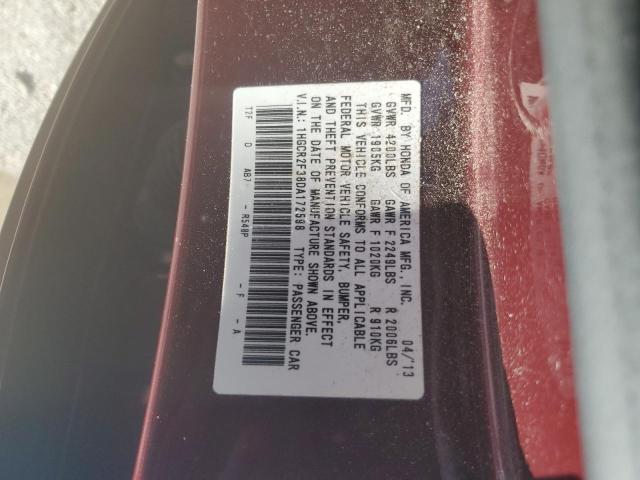 MFD. BY HONDA OF AMERICA MFG., INC. 04/'13
GVWR 4200LBS GAWR F 2249LBS R 2006LBS
GVWR 1905KG GAWR F 1020KG R 910KG
THIS VEHICLE CONFORMS TO ALL APPLICABLE
FEDERAL MOTOR VEHICLE SAFETY, BUMPER,
AND THEFT PREVENTION STANDARDS IN EFFECT
ON THE DATE OF MANUFACTURE SHOWN ABOVE.
V.I.N.: 1HGCR2F38DA172598 TYPE: PASSENGER CAR
T2F D AB7 - R548P - F - A